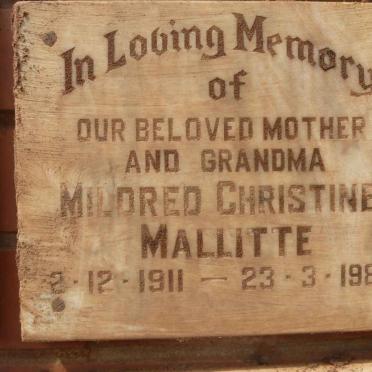 In Loving Memory
of
OUR BELOVED MOTHER
AND GRANDMA
MILDRED CHRISTINE
MALLITTE
2 · 12 · 1911 — 23 · 3 · 198